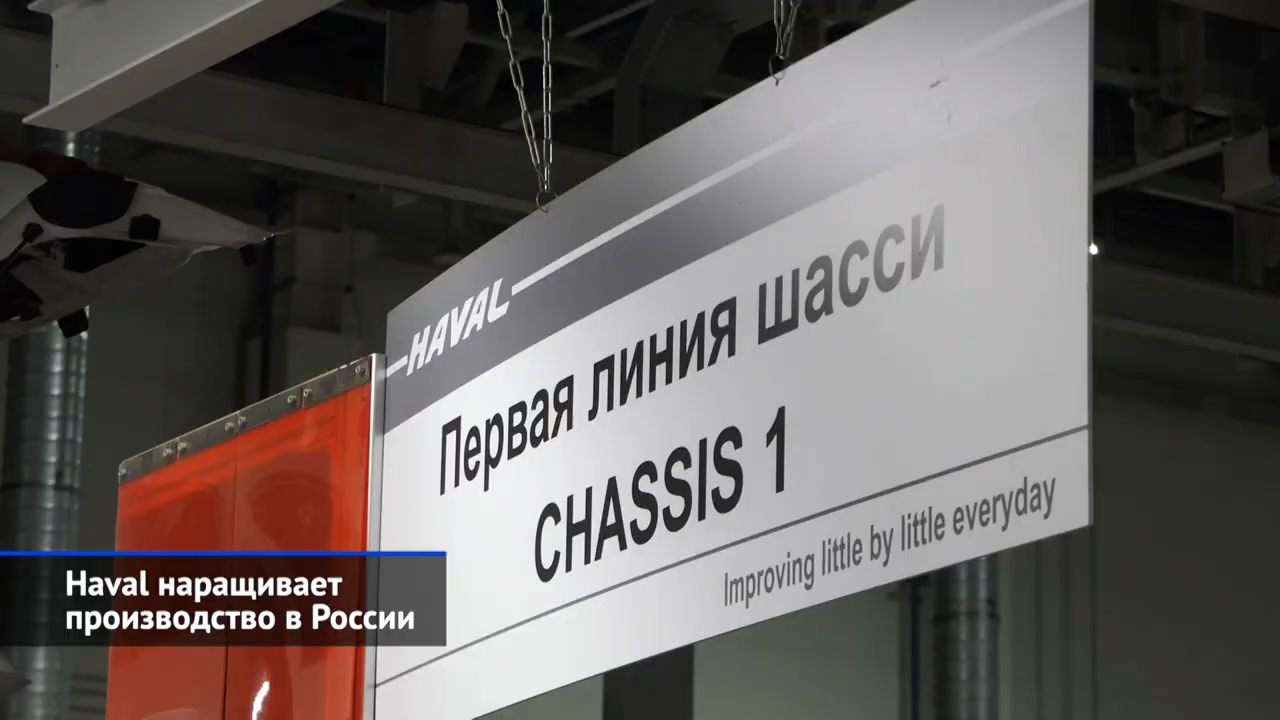 HAVAL
Первая линия шасси
CHASSIS 1
Improving little by little everyday
Haval наращивает
производство в России